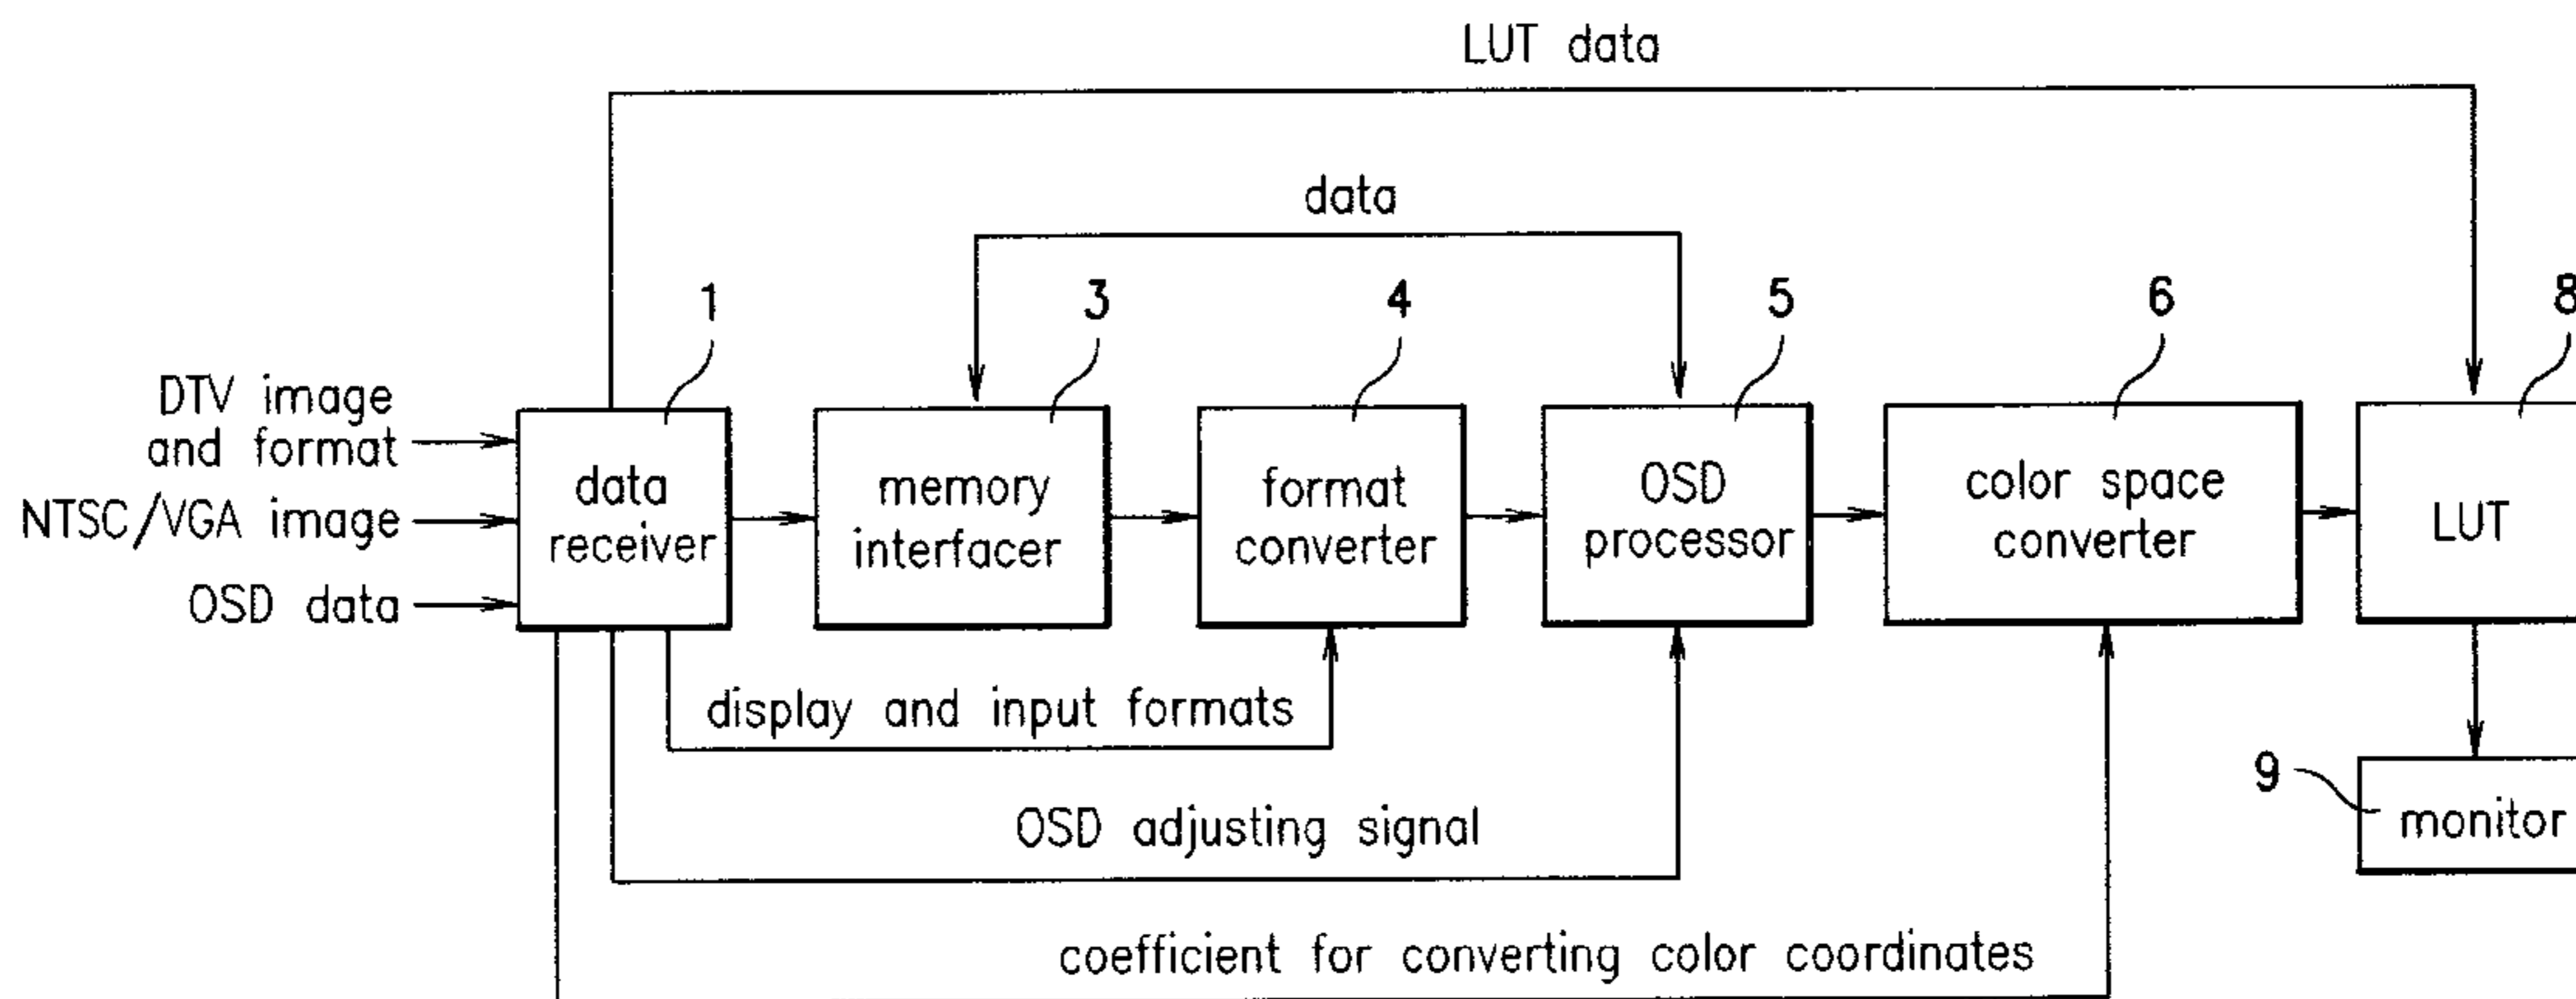 LUT data
data
1
3
4
5
6
8
DTV image
and format
NTSC/VGA image
OSD data
data
receiver
memory
interfacer
format
converter
OSD
processor
color space
converter
LUT
display and input formats
9
monitor
OSD adjusting signal
coefficient for converting color coordinates